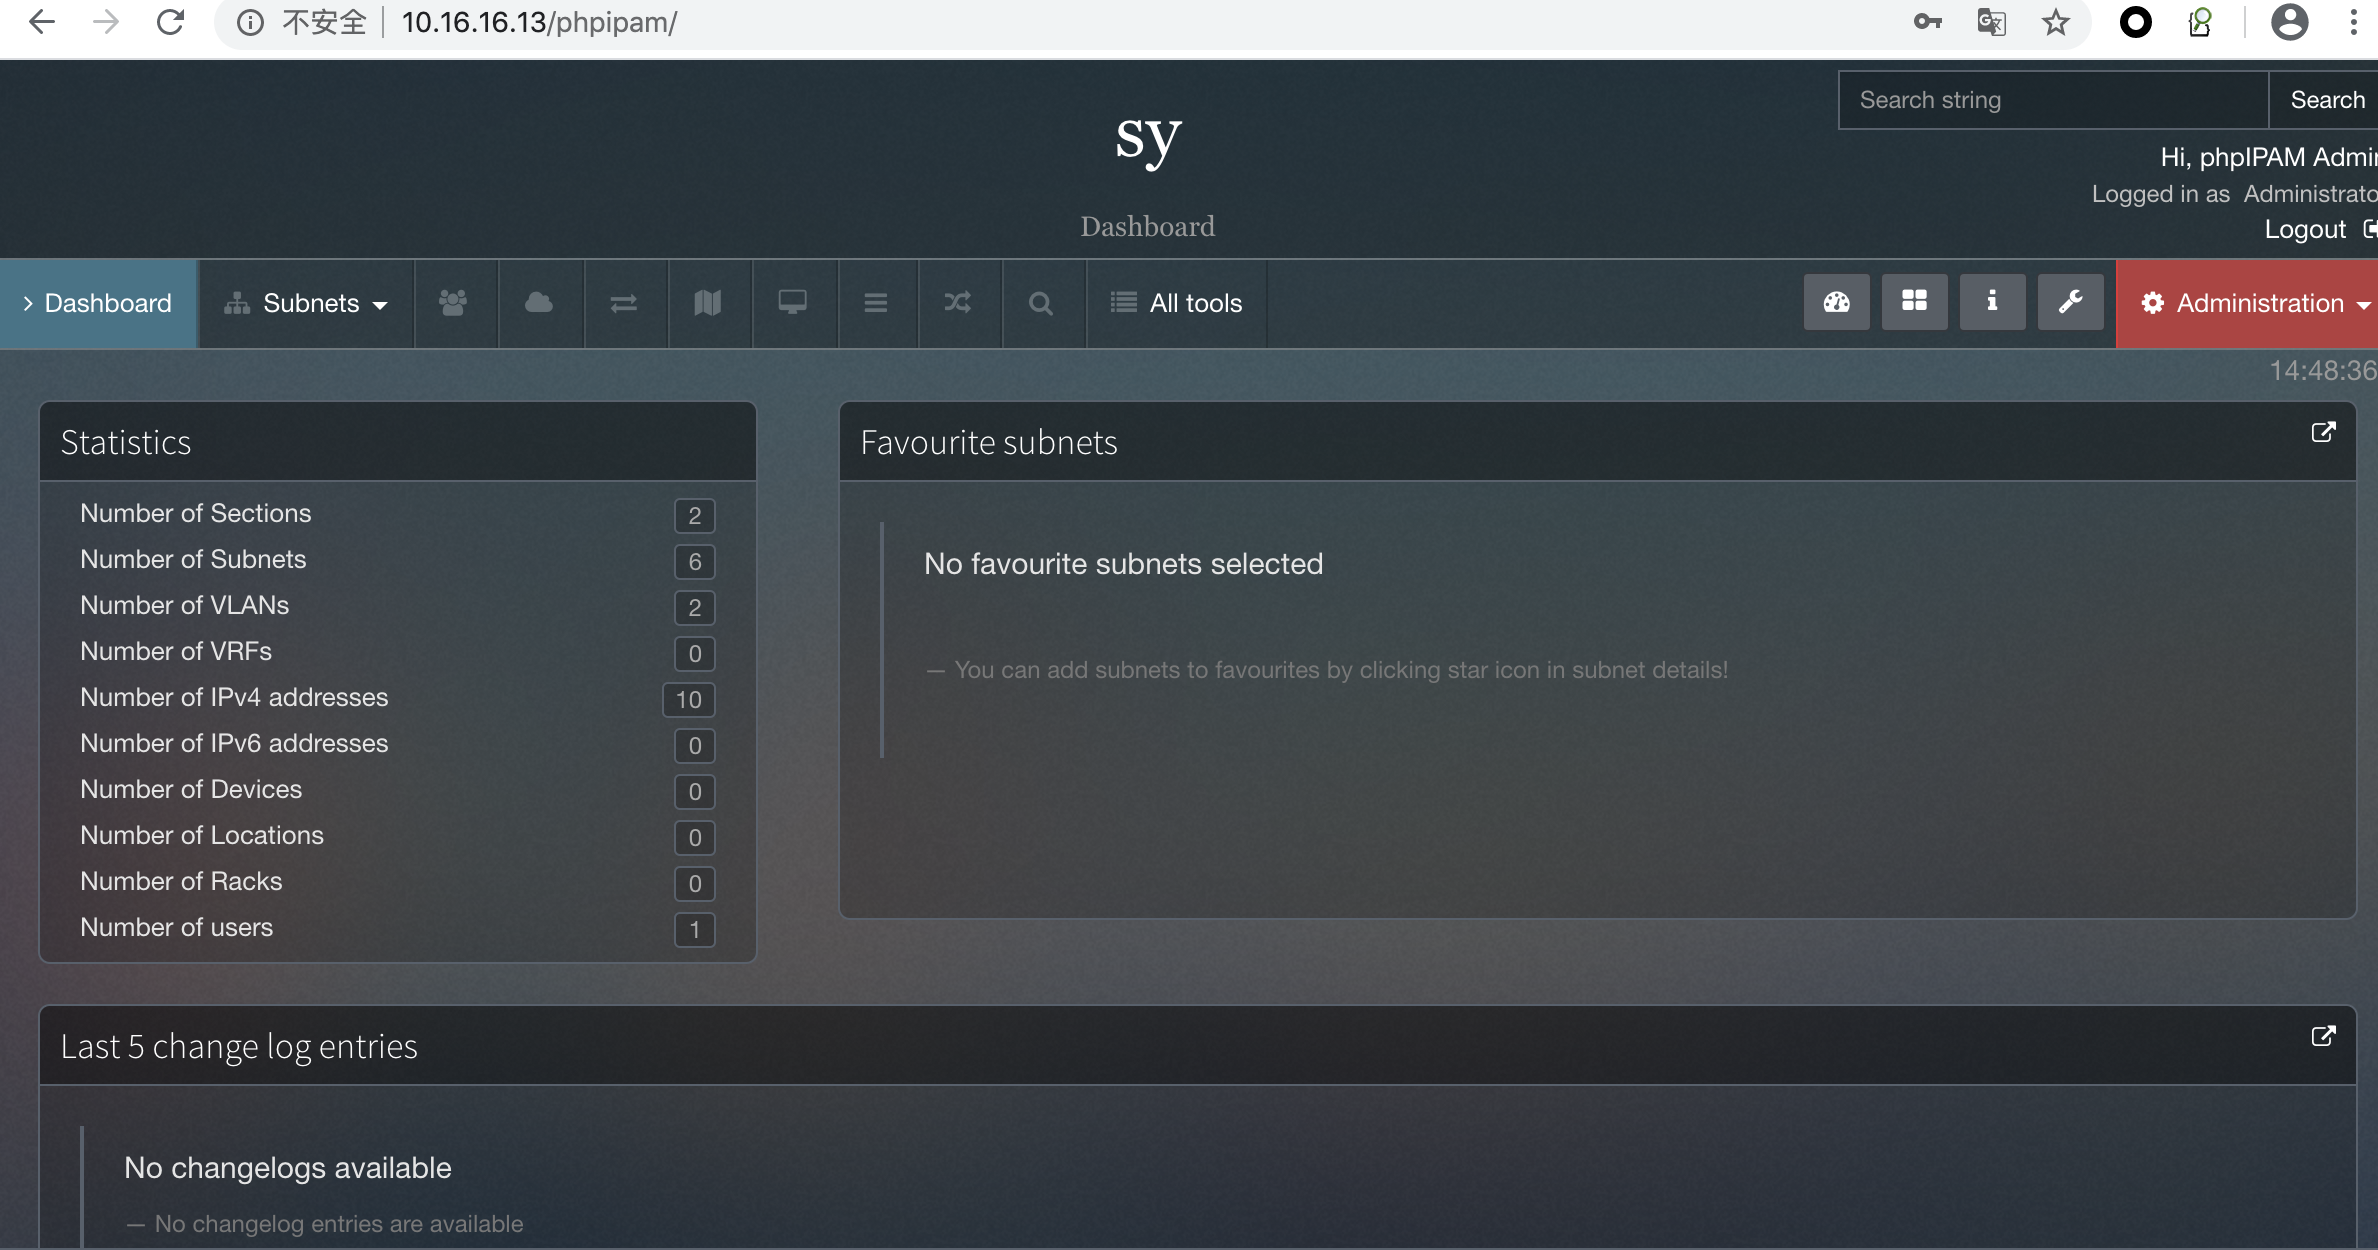 不安全 10.16.16.13/phpipam/
Search string
Search
sy
Dashboard
Hi, phpIPAM Admin
Logged in as Administrato
Logout
Dashboard
Subnets
All tools
Administration
14:48:36
Statistics
Number of Sections 2
Number of Subnets 6
Number of VLANs 2
Number of VRFs 0
Number of IPv4 addresses 10
Number of IPv6 addresses 0
Number of Devices 0
Number of Locations 0
Number of Racks 0
Number of users 1
Favourite subnets
No favourite subnets selected
— You can add subnets to favourites by clicking star icon in subnet details!
Last 5 change log entries
No changelogs available
— No changelog entries are available